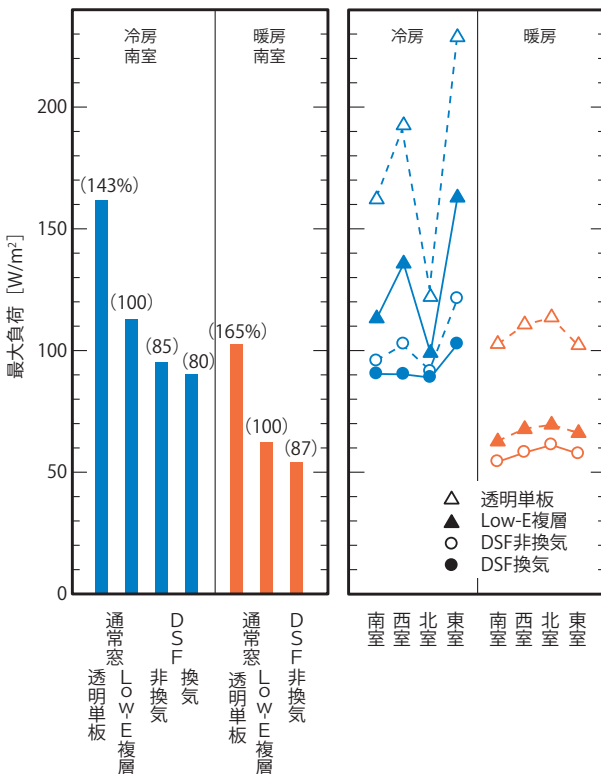 最大負荷［W/m²］
200
150
100
50
0
冷房
南室
暖房
南室
(143%)
(100)
(85)
(80)
(165%)
(100)
(87)
通常窓
透明単板
Low-E複層
DSF
非換気
換気
通常窓
透明単板
Low-E複層
DSF
非換気
冷房
暖房
透明単板
Low-E複層
DSF非換気
DSF換気
南室
西室
北室
東室
南室
西室
北室
東室